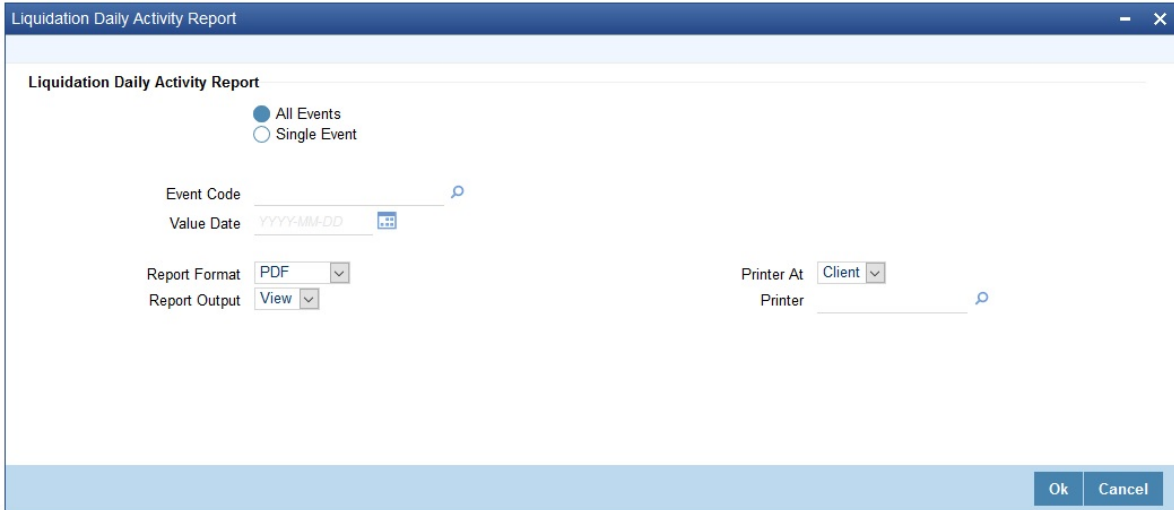 Liquidation Daily Activity Report
Liquidation Daily Activity Report
All Events
Single Event
Event Code
Value Date YYYY-MM-DD
Report Format PDF Printer At Client
Report Output View Printer
Ok Cancel